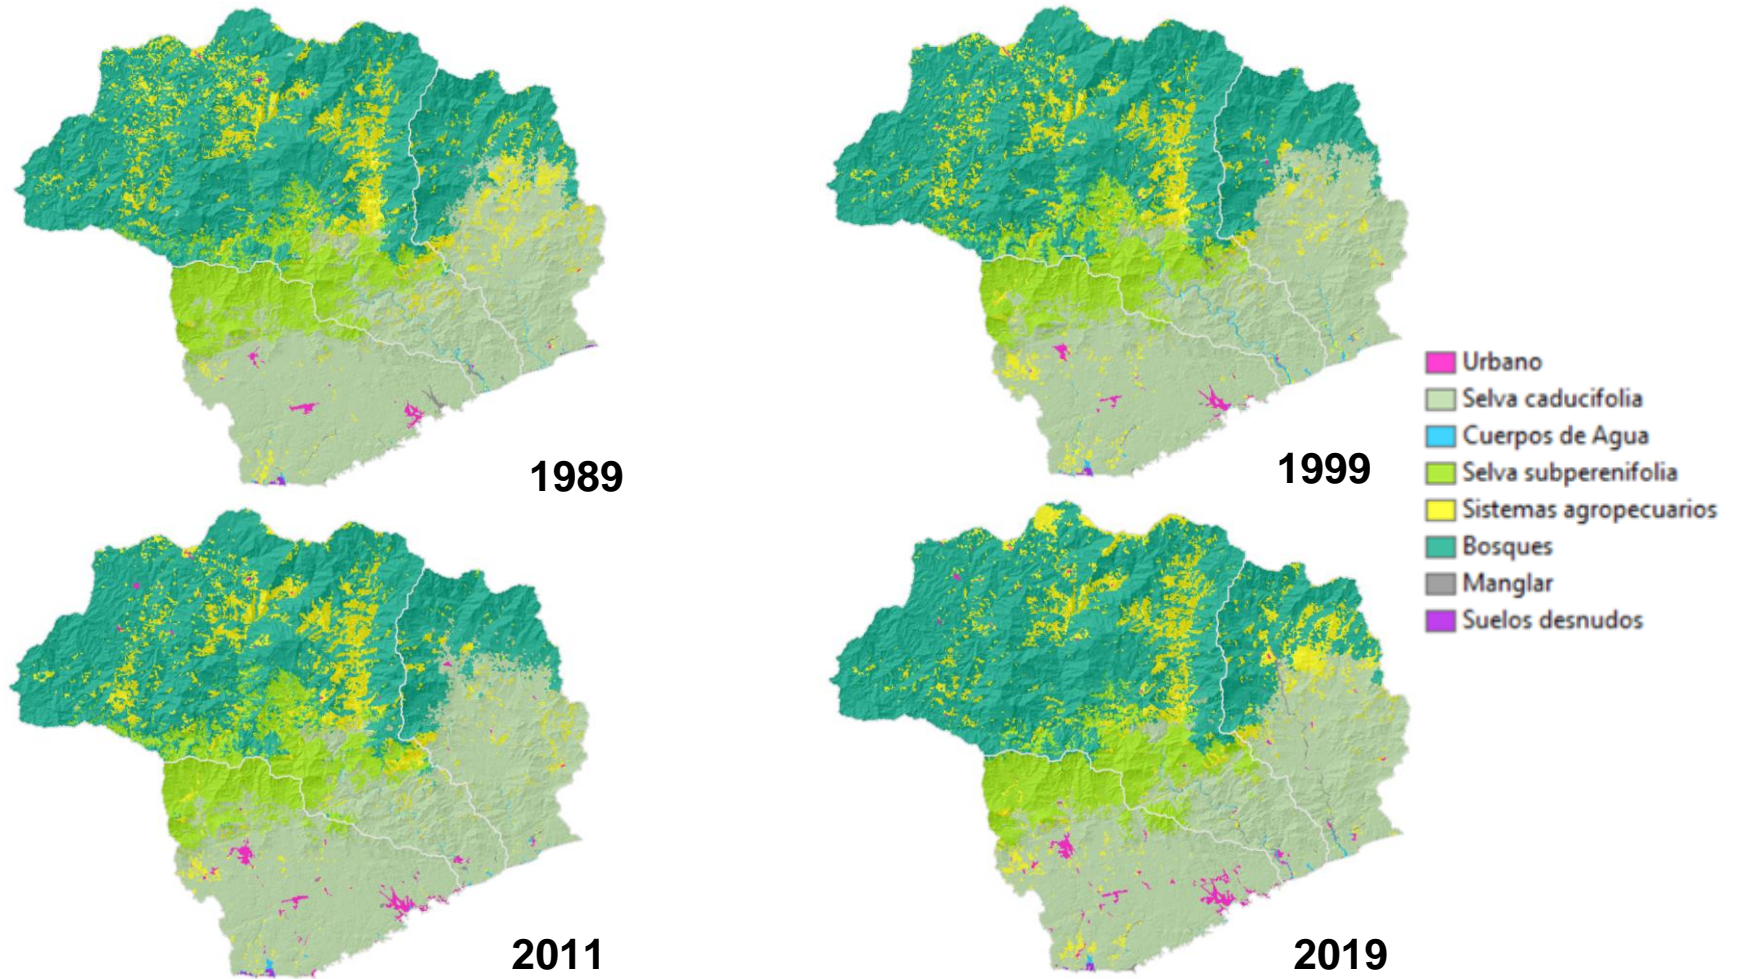 1989
1999
Urbano
Selva caducifolia
Cuerpos de Agua
Selva subperenifolia
Sistemas agropecuarios
Bosques
Manglar
Suelos desnudos
2011
2019